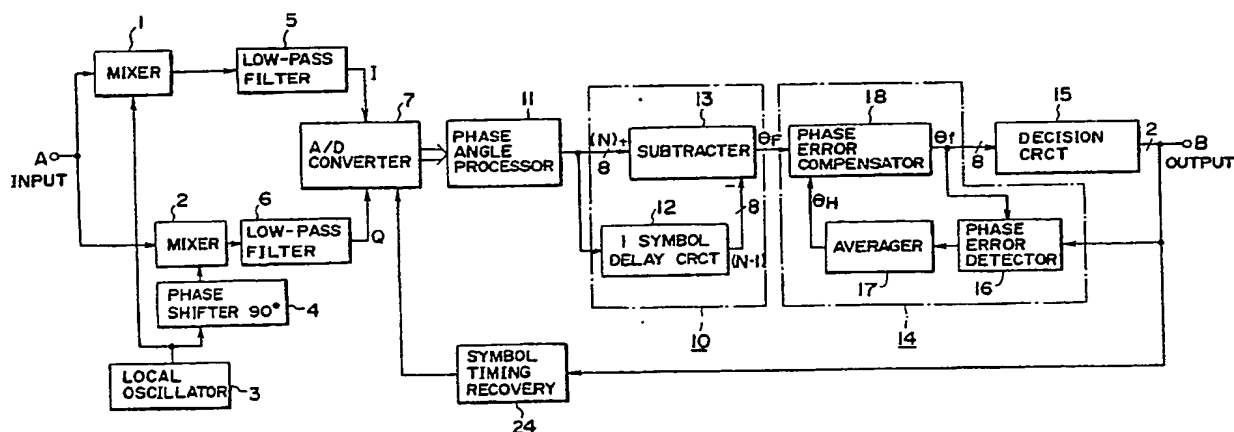 1
MIXER
5
LOW-PASS
FILTER
I
7
A/D
CONVERTER
11
PHASE
ANGLE
PROCESSOR
13
(N)
+
8
SUBTRACTER
-
8
θF
18
PHASE
ERROR
COMPENSATOR
θf
8
15
DECISION
CRCT
2
B
OUTPUT
A
INPUT
2
MIXER
6
LOW-PASS
FILTER
Q
12
1 SYMBOL
DELAY CRCT
(N-1)
θH
AVERAGER
17
PHASE
ERROR
DETECTOR
16
PHASE
SHIFTER 90°
4
10
14
LOCAL
OSCILLATOR
3
SYMBOL
TIMING
RECOVERY
24